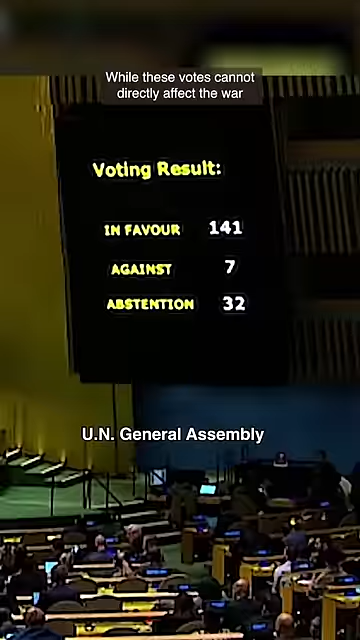 While these votes cannot
directly affect the war
Voting Result:
IN FAVOUR 141
AGAINST 7
ABSTENTION 32
U.N. General Assembly